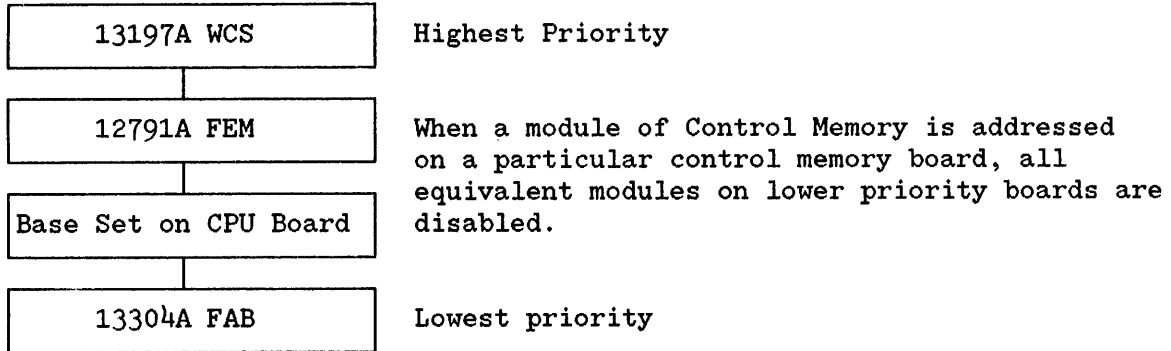 13197A WCS Highest Priority
12791A FEM When a module of Control Memory is addressed
on a particular control memory board, all
equivalent modules on lower priority boards are
Base Set on CPU Board disabled.
13304A FAB Lowest priority